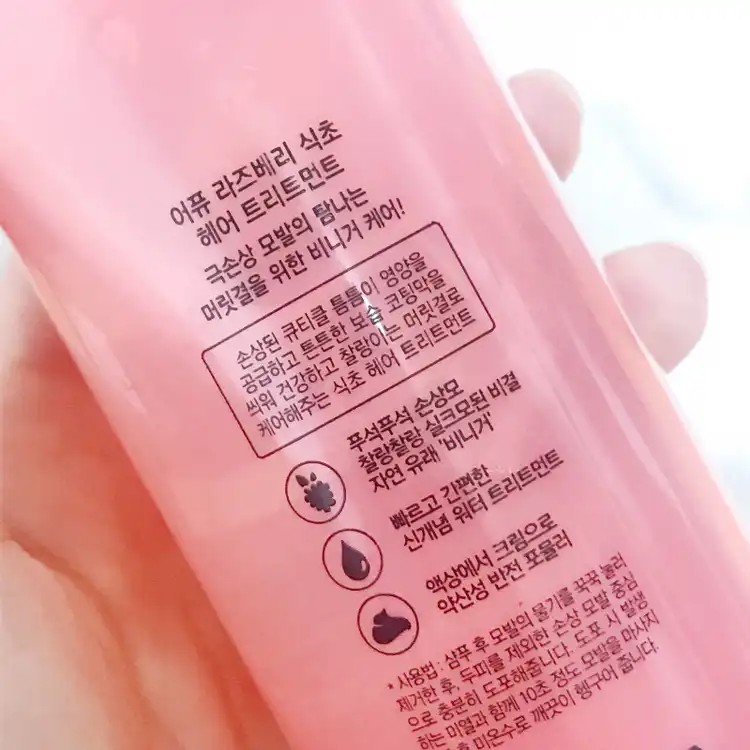 어퓨 라즈베리 식초
헤어 트리트먼트
극손상 모발의 탐나는
머릿결을 위한 비니거 케어!
손상된 큐티클 틈틈이 영양을
공급하고 튼튼한 보습 코팅막을
씌워 건강하고 찰랑이는 머릿결로
케어해주는 식초 헤어 트리트먼트
푸석푸석 손상모
찰랑찰랑 실크모된 비결
자연 유래 '비니거'
빠르고 간편한
신개념 워터 트리트먼트
액상에서 크림으로
약산성 반전 포뮬러
* 사용법: 샴푸 후 모발의 물기를 꾹꾹 눌러
제거한 후, 두피를 제외한 손상 모발 중심
으로 충분히 도포해줍니다. 도포 시 발생
하는 미열과 함께 10초 정도 모발을 마사지
후 미온수로 깨끗이 헹구어 줍니다.